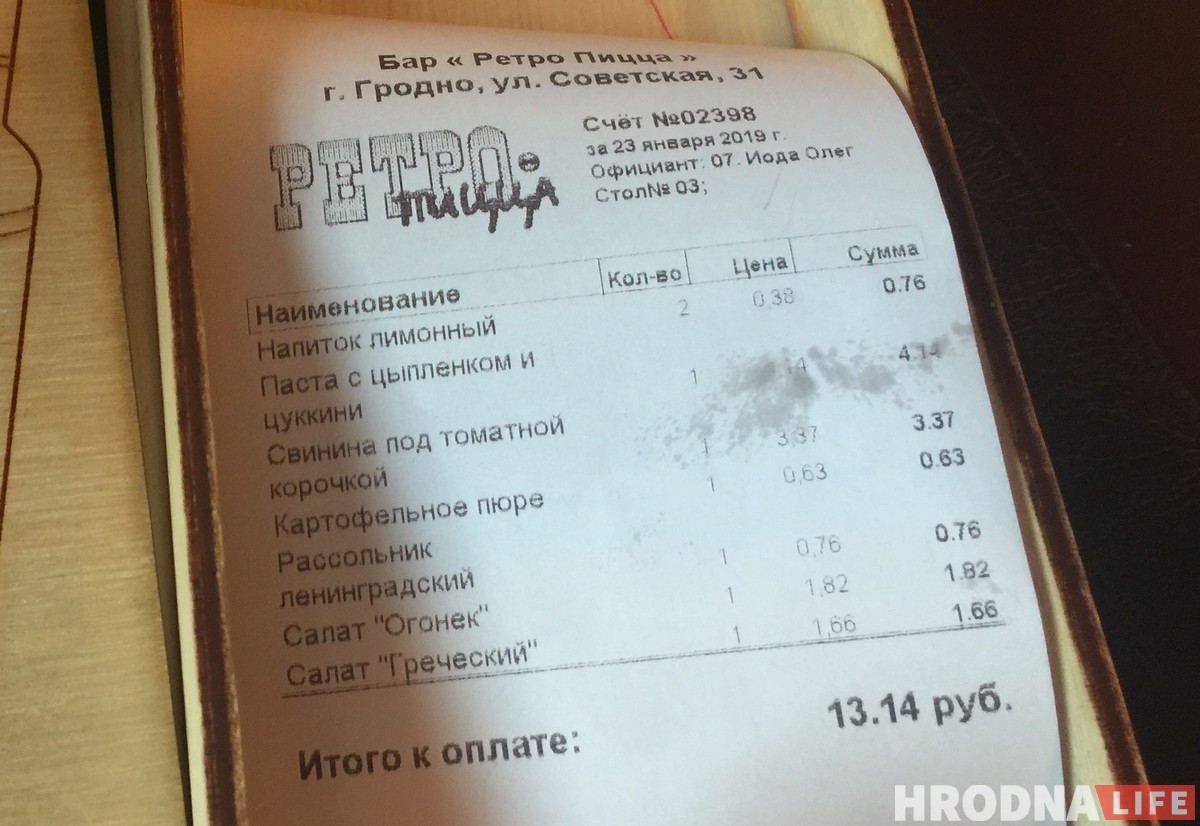 Бар « Ретро Пицца »
г. Гродно, ул. Советская, 31
РЕТРО
пицца
Счёт №02398
за 23 января 2019 г.
Официант: 07. Иода Олег
Стол№ 03;
Наименование Кол-во Цена Сумма
Напиток лимонный 2 0,38 0.76
Паста с цыпленком и 1 4.14
цуккини
Свинина под томатной 1 3,37 3.37
корочкой
Картофельное пюре 1 0,63 0.63
Рассольник 1 0,76 0.76
ленинградский
Салат "Огонек" 1 1,82 1.82
Салат "Греческий" 1 1,66 1.66
Итого к оплате: 13.14 руб.
HRODNA LIFE